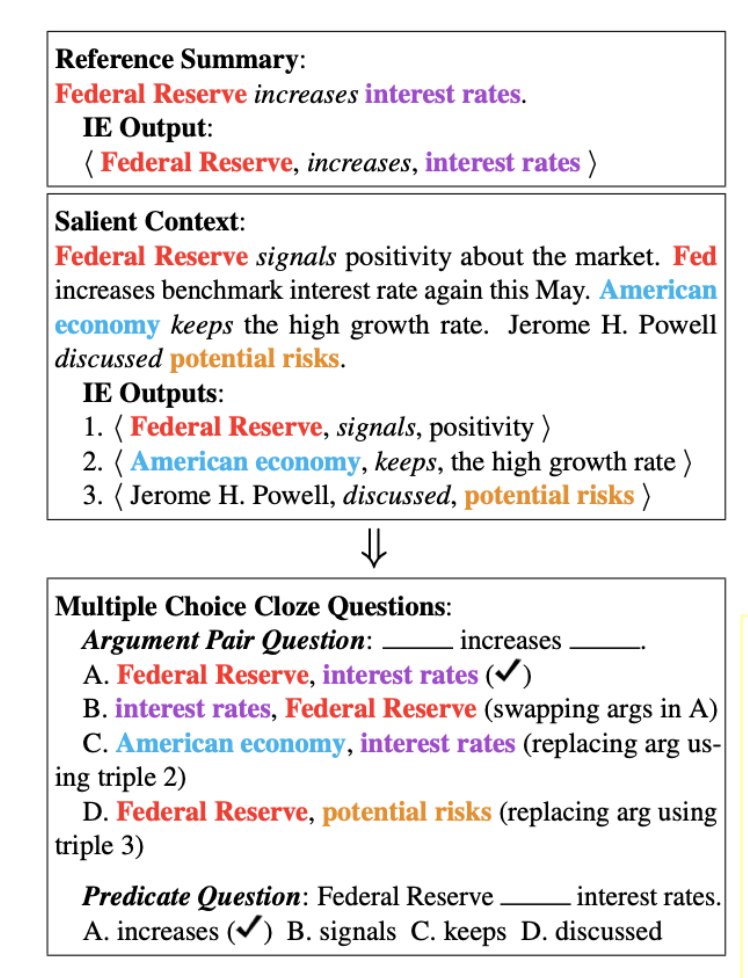 Reference Summary:
Federal Reserve increases interest rates.
IE Output:
⟨ Federal Reserve, increases, interest rates ⟩
Salient Context:
Federal Reserve signals positivity about the market. Fed
increases benchmark interest rate again this May. American
economy keeps the high growth rate. Jerome H. Powell
discussed potential risks.
IE Outputs:
1. ⟨ Federal Reserve, signals, positivity ⟩
2. ⟨ American economy, keeps, the high growth rate ⟩
3. ⟨ Jerome H. Powell, discussed, potential risks ⟩
⇓
Multiple Choice Cloze Questions:
Argument Pair Question: _____ increases _____.
A. Federal Reserve, interest rates (✓)
B. interest rates, Federal Reserve (swapping args in A)
C. American economy, interest rates (replacing arg us-
ing triple 2)
D. Federal Reserve, potential risks (replacing arg using
triple 3)
Predicate Question: Federal Reserve _____ interest rates.
A. increases (✓) B. signals C. keeps D. discussed